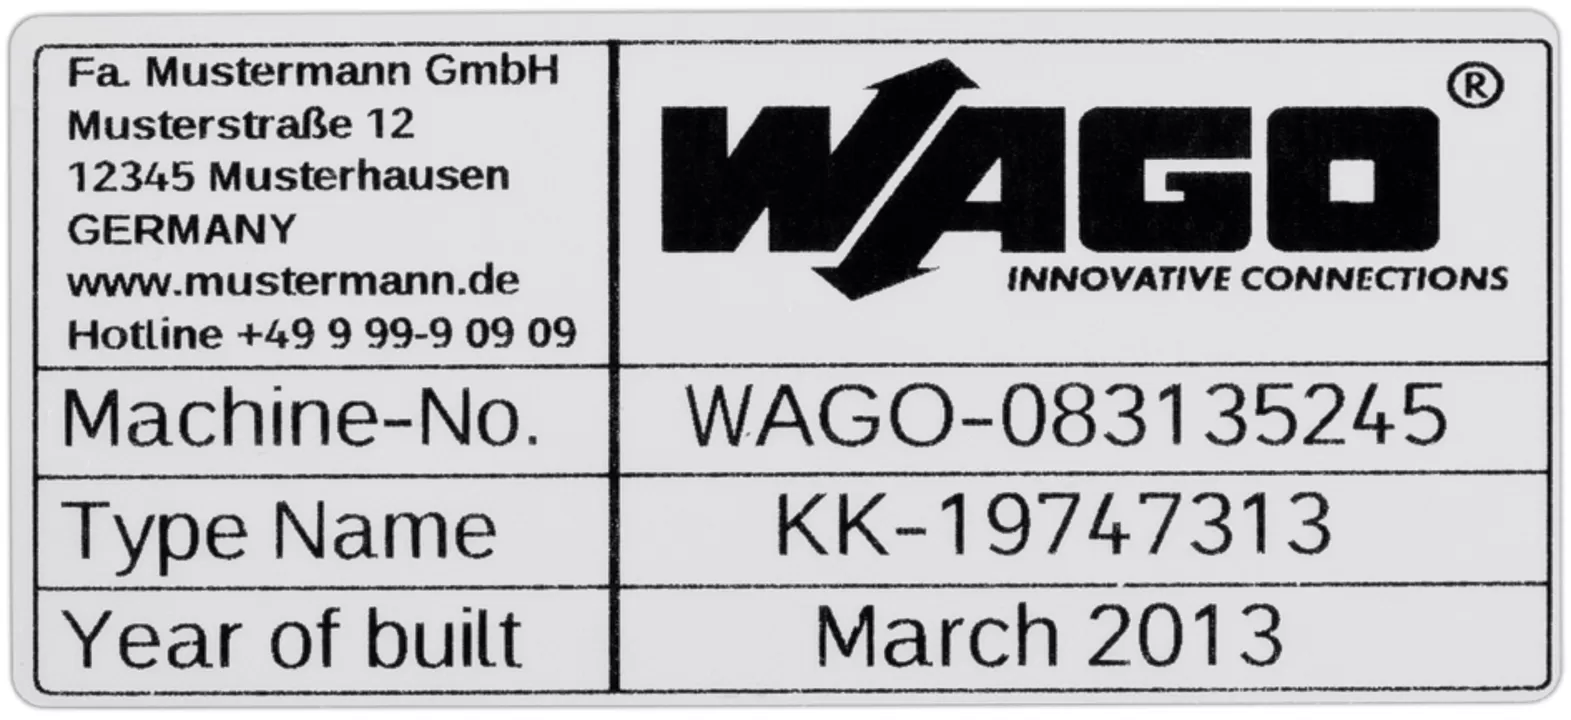 Fa. Mustermann GmbH
Musterstraße 12
12345 Musterhausen
GERMANY
www.mustermann.de
Hotline +49 9 99-9 09 09
WAGO®
INNOVATIVE CONNECTIONS
Machine-No. WAGO-083135245
Type Name KK-19747313
Year of built March 2013